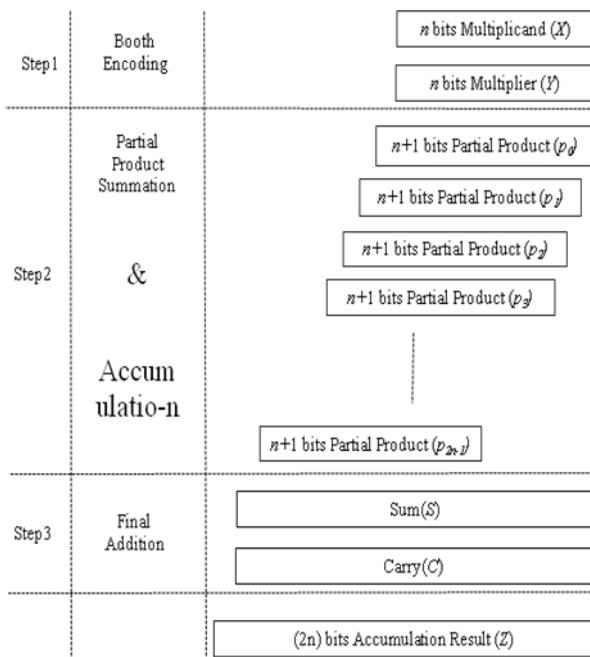 Step1
Booth
Encoding
n bits Multiplicand (X)
n bits Multiplier (Y)
Step2
Partial
Product
Summation
&
Accum
ulatio-n
n+1 bits Partial Product (p0)
n+1 bits Partial Product (p1)
n+1 bits Partial Product (p2)
n+1 bits Partial Product (p3)
n+1 bits Partial Product (p2n-1)
Step3
Final
Addition
Sum(S)
Carry(C)
(2n) bits Accumulation Result (Z)